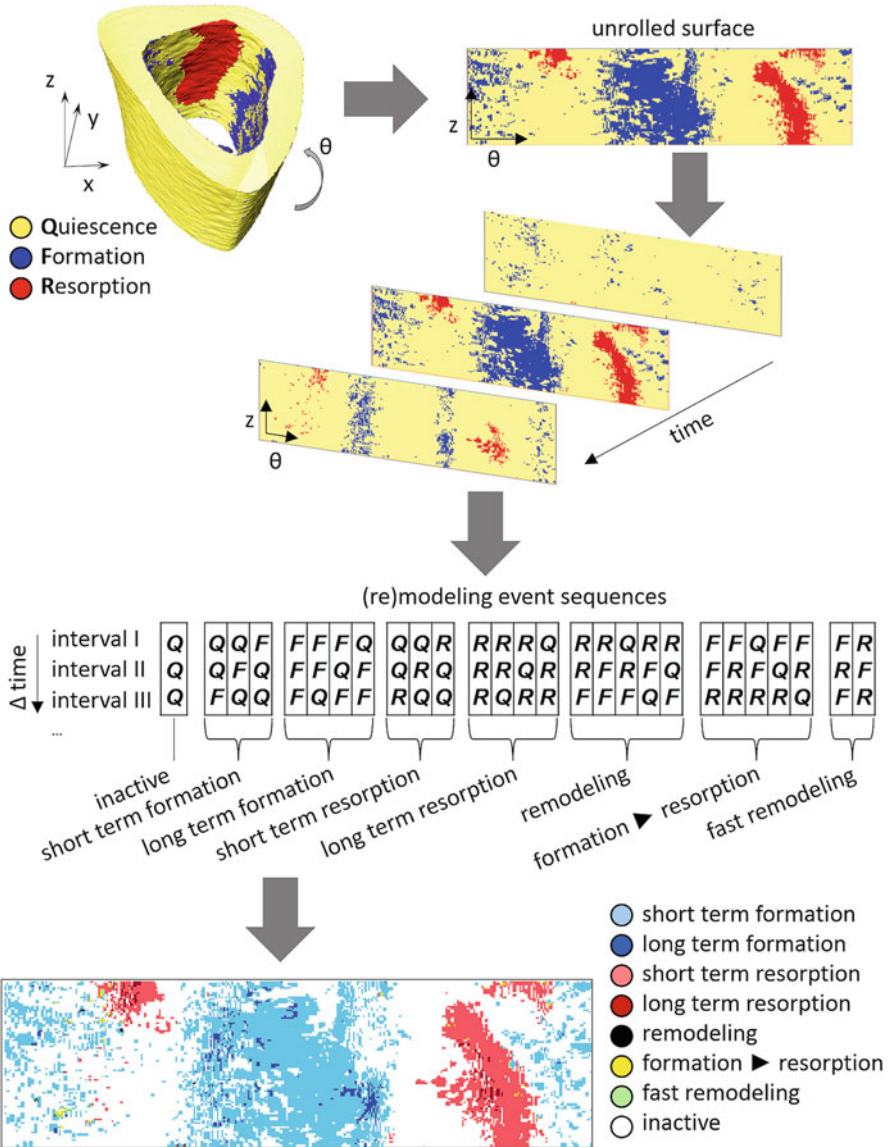 unrolled surface
z
y
x
θ
z
θ
Quiescence
Formation
Resorption
z
θ
time
(re)modeling event sequences
Δ time
interval I Q Q Q F F F F Q Q Q R R R R Q R R Q R R F F Q F F F R
interval II Q Q F Q F F Q F Q R Q R R Q R R F R F Q F R F Q R R F
interval III Q F Q Q F Q F F R Q Q R Q R R F F F Q F R R R R Q F R
...
inactive
short term formation
long term formation
short term resorption
long term resorption
remodeling
formation ► resorption
fast remodeling
short term formation
long term formation
short term resorption
long term resorption
remodeling
formation ► resorption
fast remodeling
inactive